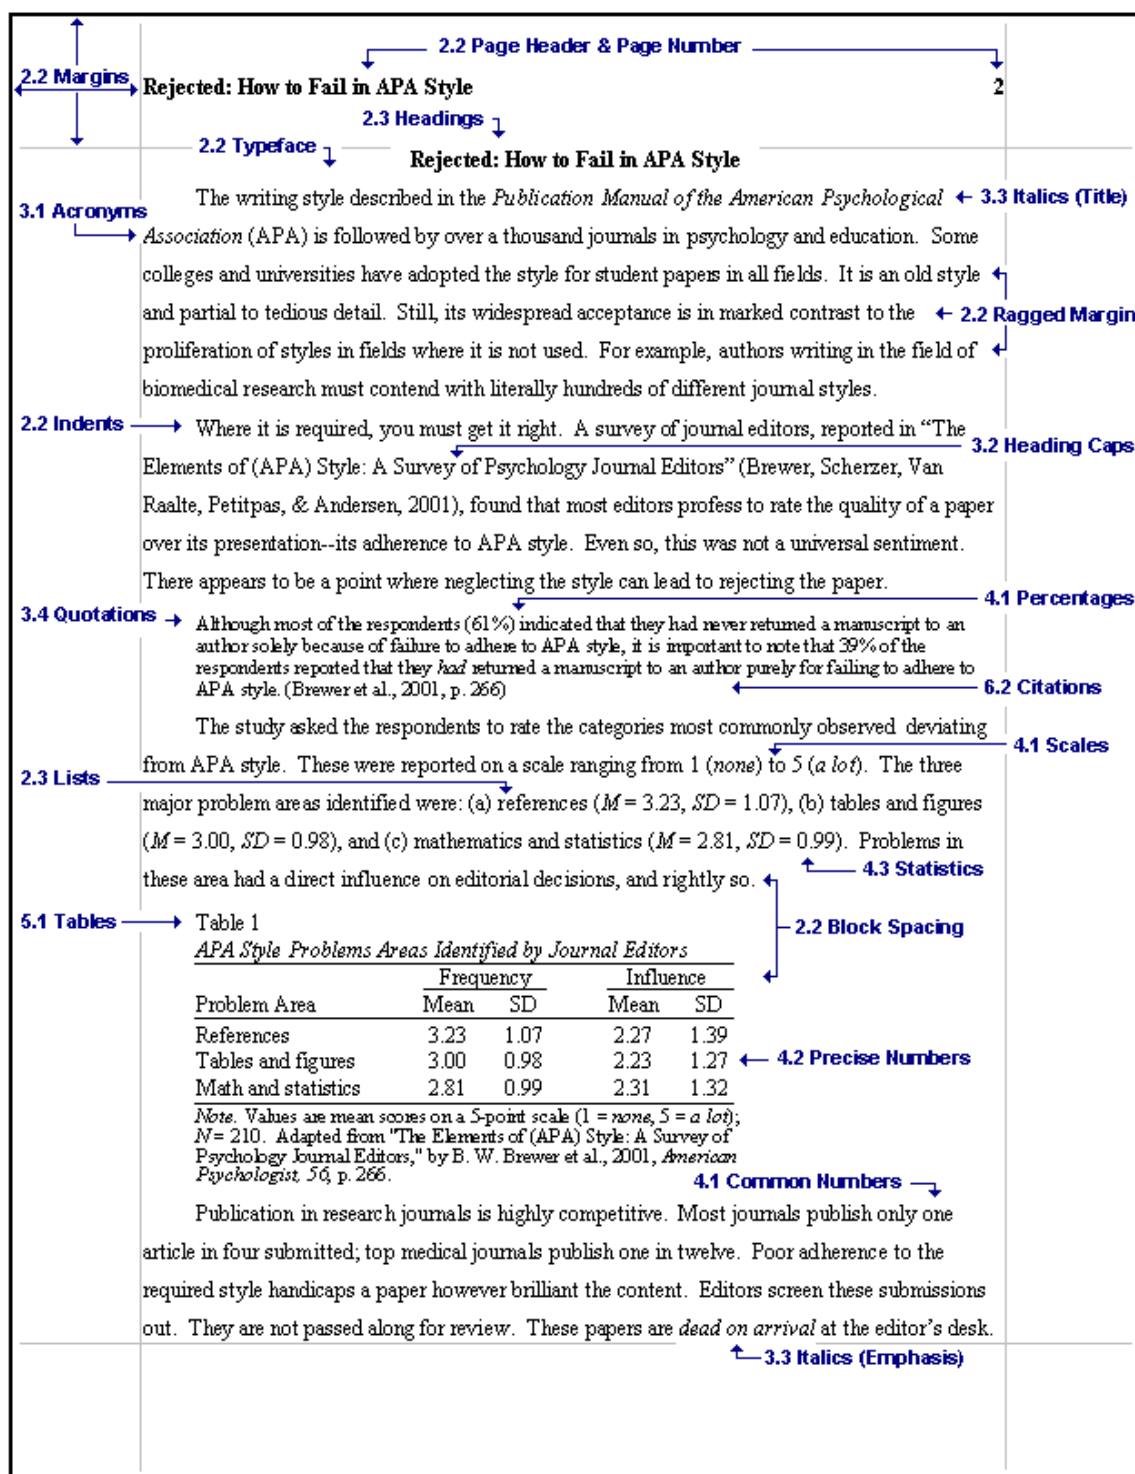 2.2 Page Header & Page Number
2.2 Margins
Rejected: How to Fail in APA Style 2
2.3 Headings
2.2 Typeface
Rejected: How to Fail in APA Style
The writing style described in the Publication Manual of the American Psychological
3.3 Italics (Title)
3.1 Acronyms
Association (APA) is followed by over a thousand journals in psychology and education. Some
colleges and universities have adopted the style for student papers in all fields. It is an old style
and partial to tedious detail. Still, its widespread acceptance is in marked contrast to the
2.2 Ragged Margin
proliferation of styles in fields where it is not used. For example, authors writing in the field of
biomedical research must contend with literally hundreds of different journal styles.
2.2 Indents
Where it is required, you must get it right. A survey of journal editors, reported in “The
3.2 Heading Caps
Elements of (APA) Style: A Survey of Psychology Journal Editors” (Brewer, Scherzer, Van
Raalte, Petitpas, & Andersen, 2001), found that most editors profess to rate the quality of a paper
over its presentation--its adherence to APA style. Even so, this was not a universal sentiment.
There appears to be a point where neglecting the style can lead to rejecting the paper.
4.1 Percentages
3.4 Quotations
Although most of the respondents (61%) indicated that they had never returned a manuscript to an
author solely because of failure to adhere to APA style, it is important to note that 39% of the
respondents reported that they had returned a manuscript to an author purely for failing to adhere to
APA style. (Brewer et al., 2001, p. 266)
6.2 Citations
The study asked the respondents to rate the categories most commonly observed deviating
4.1 Scales
from APA style. These were reported on a scale ranging from 1 (none) to 5 (a lot). The three
2.3 Lists
major problem areas identified were: (a) references (M = 3.23, SD = 1.07), (b) tables and figures
(M = 3.00, SD = 0.98), and (c) mathematics and statistics (M = 2.81, SD = 0.99). Problems in
4.3 Statistics
these area had a direct influence on editorial decisions, and rightly so.
5.1 Tables
Table 1
2.2 Block Spacing
APA Style Problems Areas Identified by Journal Editors
Frequency Influence
Problem Area Mean SD Mean SD
References 3.23 1.07 2.27 1.39
Tables and figures 3.00 0.98 2.23 1.27
4.2 Precise Numbers
Math and statistics 2.81 0.99 2.31 1.32
Note. Values are mean scores on a 5-point scale (1 = none, 5 = a lot);
N = 210. Adapted from "The Elements of (APA) Style: A Survey of
Psychology Journal Editors," by B. W. Brewer et al., 2001, American
Psychologist, 56, p. 266.
4.1 Common Numbers
Publication in research journals is highly competitive. Most journals publish only one
article in four submitted; top medical journals publish one in twelve. Poor adherence to the
required style handicaps a paper however brilliant the content. Editors screen these submissions
out. They are not passed along for review. These papers are dead on arrival at the editor’s desk.
3.3 Italics (Emphasis)